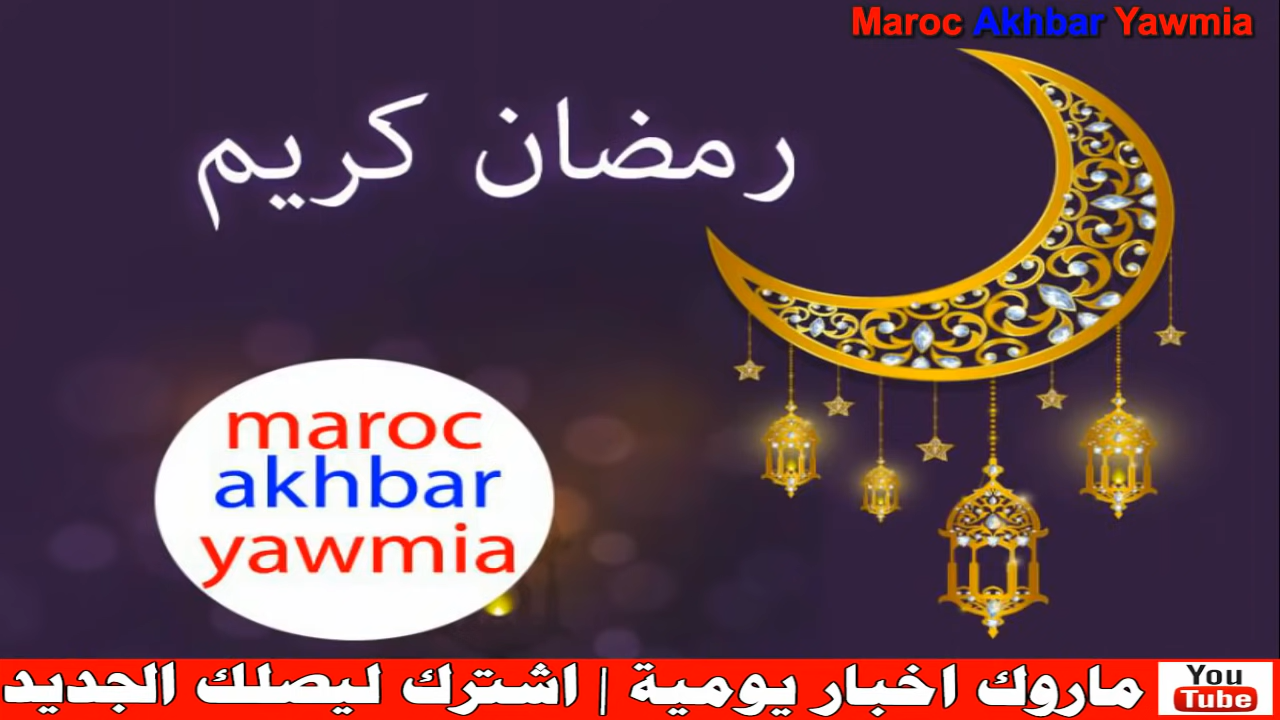 Maroc Akhbar Yawmia
رمضان كريم
maroc
akhbar
yawmia
ماروك اخبار يومية | اشترك ليصلك الجديد
You
Tube